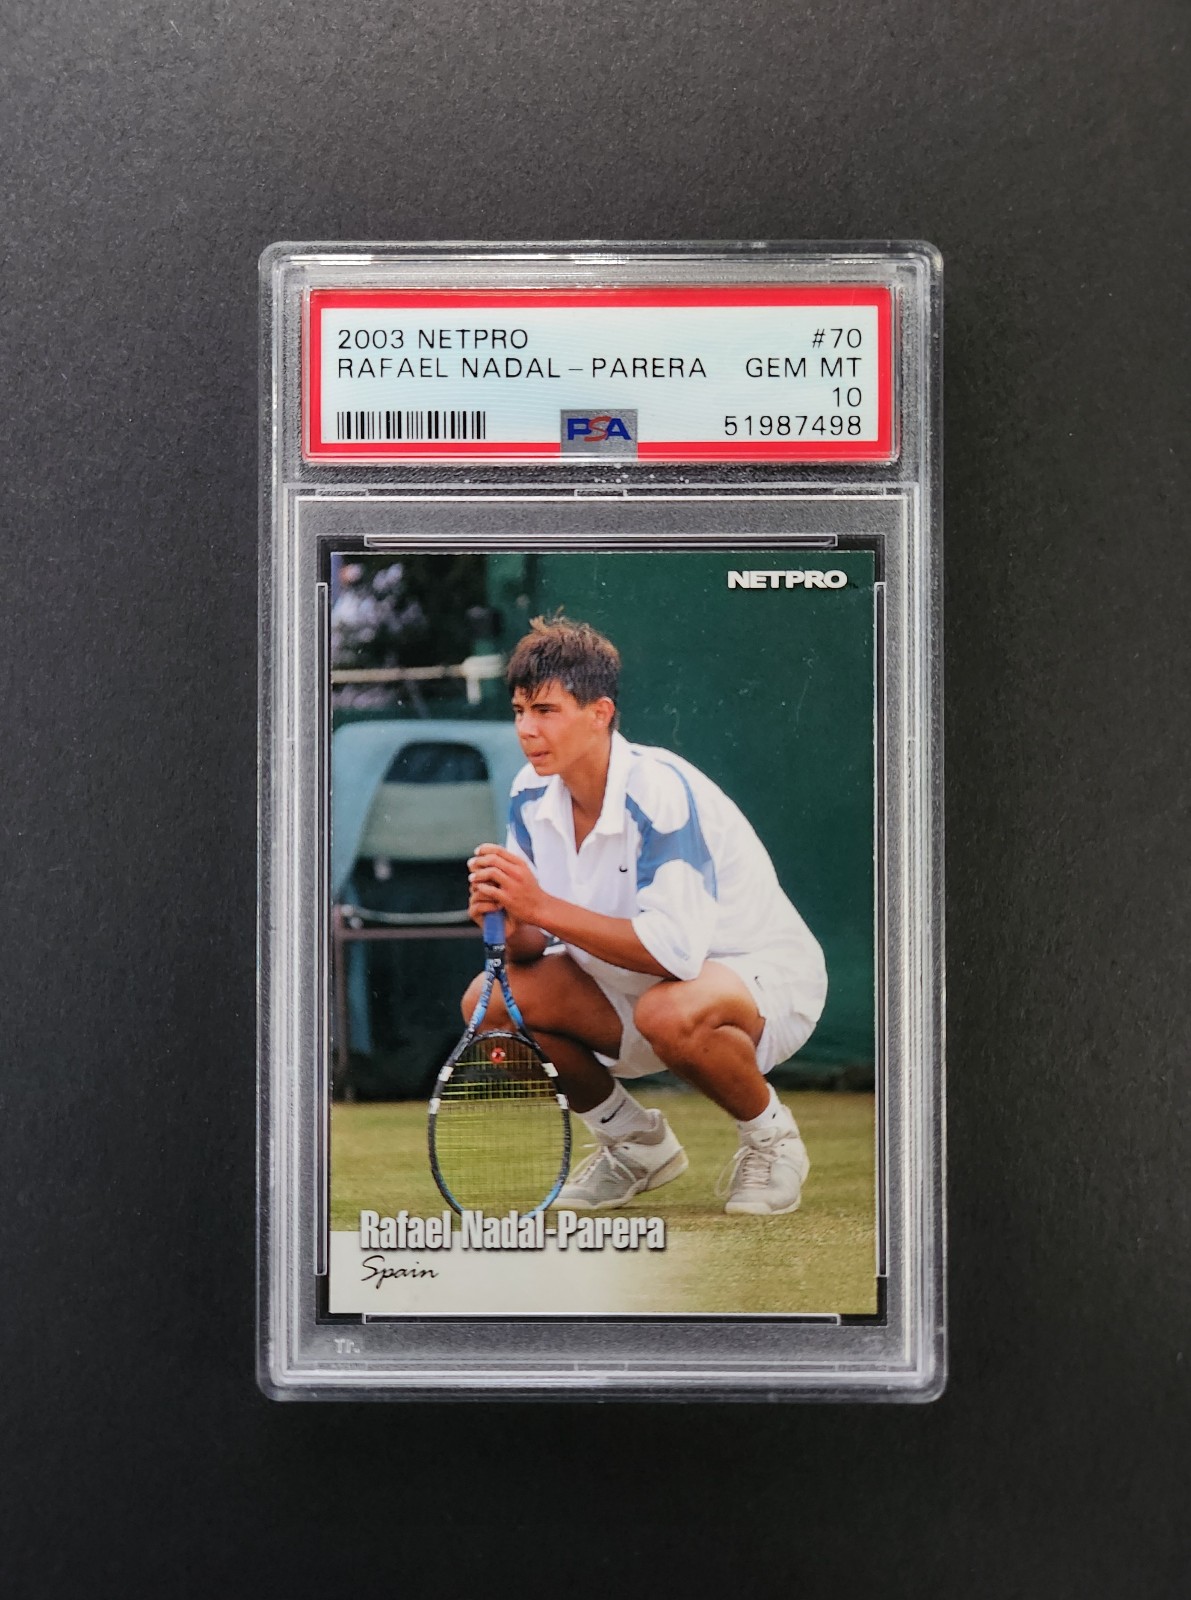 2003 NETPRO #70
RAFAEL NADAL-PARERA GEM MT
10
PSA 51987498
NETPRO
Rafael Nadal-Parera
Spain